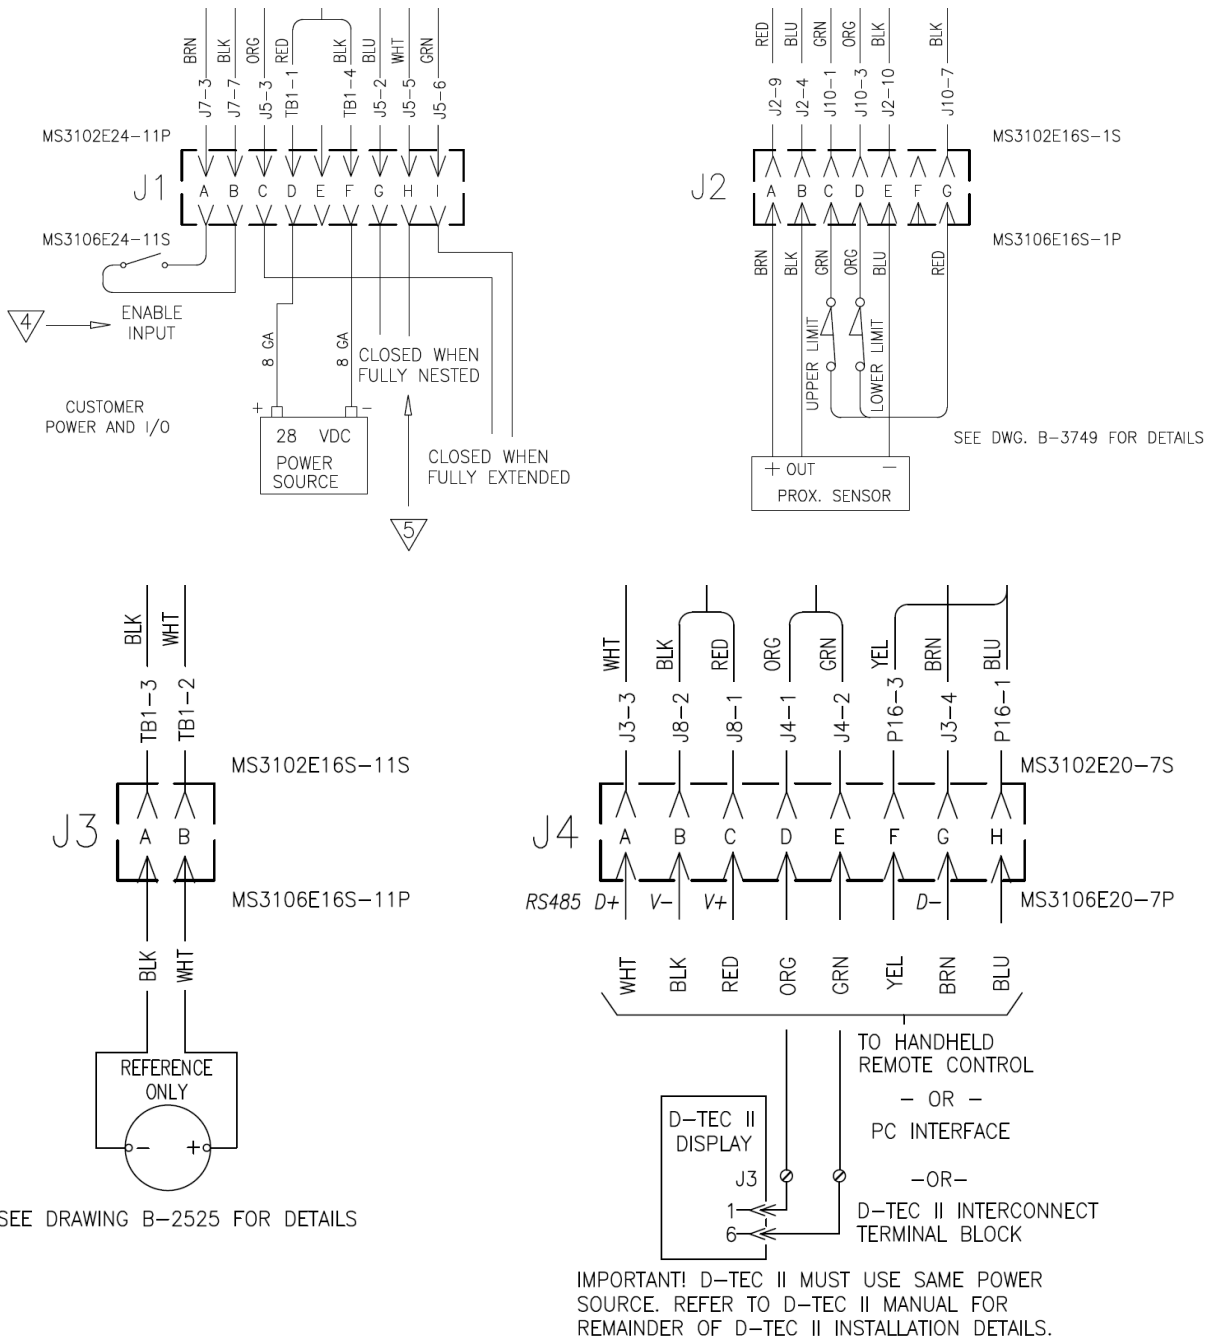 BRN BLK ORG RED BLK BLU WHT GRN
J7-3 J7-7 J5-3 TB1-1 TB1-4 J5-2 J5-5 J5-6
MS3102E24-11P
J1
A B C D E F G H I
MS3106E24-11S
4
ENABLE
INPUT
8 GA 8 GA
CLOSED WHEN
FULLY NESTED
CUSTOMER
POWER AND I/O
+ −
28 VDC
POWER
SOURCE
CLOSED WHEN
FULLY EXTENDED
5
RED BLU GRN ORG BLK BLK
J2-9 J2-4 J10-1 J10-3 J2-10 J10-7
MS3102E16S-1S
J2
A B C D E F G
MS3106E16S-1P
BRN BLK GRN ORG BLU RED
UPPER LIMIT
LOWER LIMIT
SEE DWG. B-3749 FOR DETAILS
+ OUT −
PROX. SENSOR
BLK WHT
TB1-3 TB1-2
MS3102E16S-11S
J3
A B
MS3106E16S-11P
BLK WHT
REFERENCE
ONLY
− +
SEE DRAWING B-2525 FOR DETAILS
WHT BLK RED ORG GRN YEL BRN BLU
J3-3 J8-2 J8-1 J4-1 J4-2 P16-3 J3-4 P16-1
MS3102E20-7S
J4
A B C D E F G H
RS485 D+ V- V+ D-
MS3106E20-7P
WHT BLK RED ORG GRN YEL BRN BLU
TO HANDHELD
REMOTE CONTROL
- OR -
PC INTERFACE
-OR-
D-TEC II INTERCONNECT
TERMINAL BLOCK
D-TEC II
DISPLAY
J3
1
6
IMPORTANT! D-TEC II MUST USE SAME POWER
SOURCE. REFER TO D-TEC II MANUAL FOR
REMAINDER OF D-TEC II INSTALLATION DETAILS.